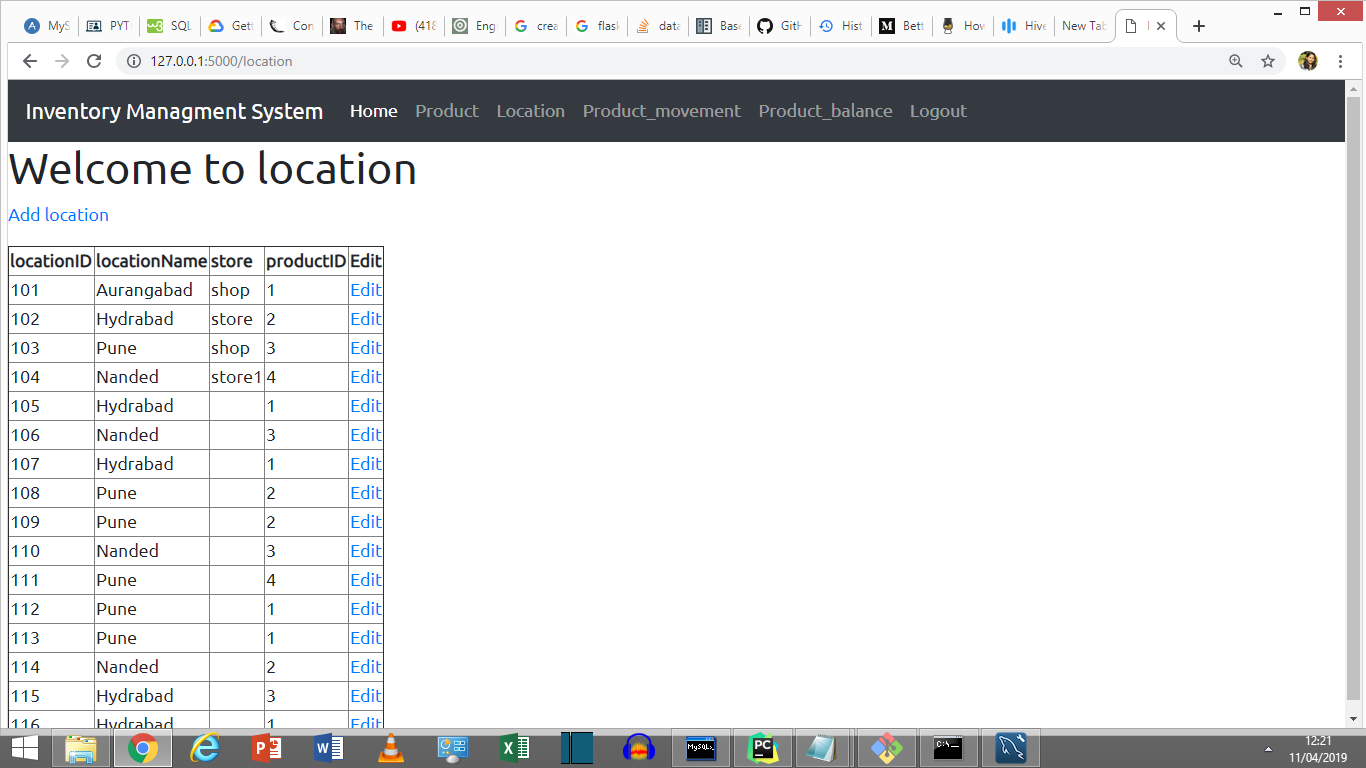 MyS PYT SQL Gett Con The (418 Eng crea flask data Base GitH Hist Bett How Hive New Tab
127.0.0.1:5000/location
Inventory Managment System Home Product Location Product_movement Product_balance Logout
Welcome to location
Add location
locationID locationName store productID Edit
101 Aurangabad shop 1 Edit
102 Hydrabad store 2 Edit
103 Pune shop 3 Edit
104 Nanded store1 4 Edit
105 Hydrabad 1 Edit
106 Nanded 3 Edit
107 Hydrabad 1 Edit
108 Pune 2 Edit
109 Pune 2 Edit
110 Nanded 3 Edit
111 Pune 4 Edit
112 Pune 1 Edit
113 Pune 1 Edit
114 Nanded 2 Edit
115 Hydrabad 3 Edit
116 Hydrabad 1 Edit
12:21
11/04/2019